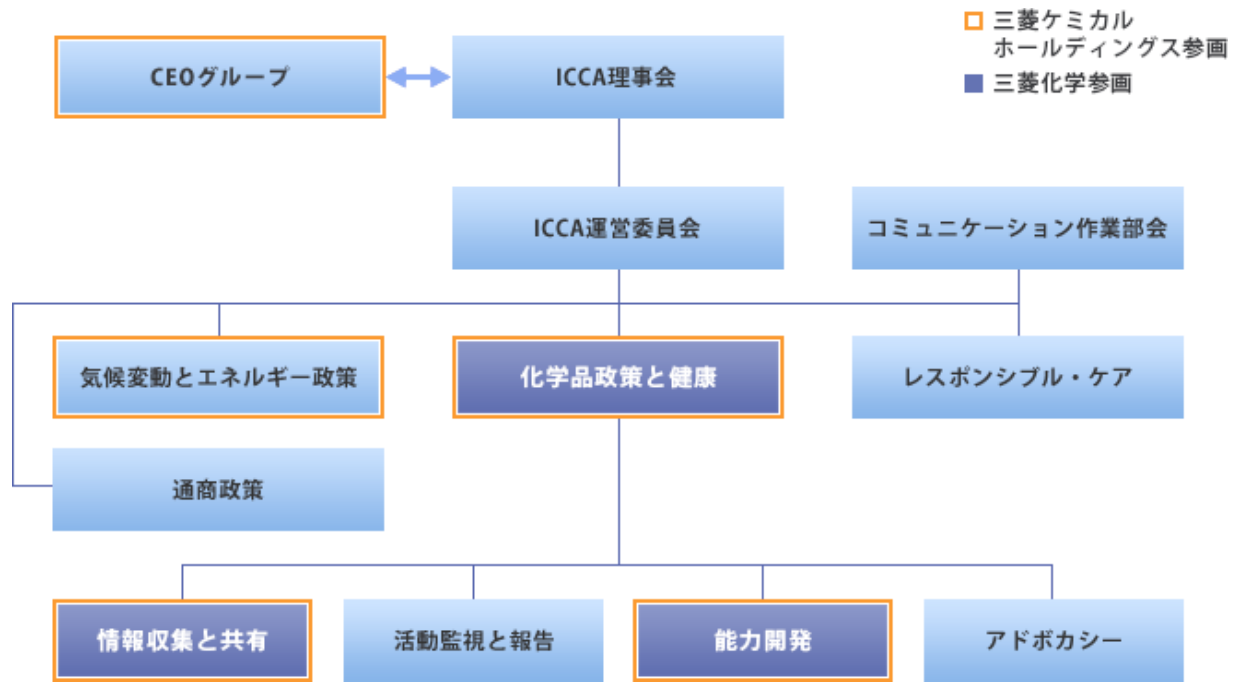 三菱ケミカル
ホールディングス参画
三菱化学参画
CEOグループ
ICCA理事会
ICCA運営委員会
コミュニケーション作業部会
気候変動とエネルギー政策
化学品政策と健康
レスポンシブル・ケア
通商政策
情報収集と共有
活動監視と報告
能力開発
アドボカシー